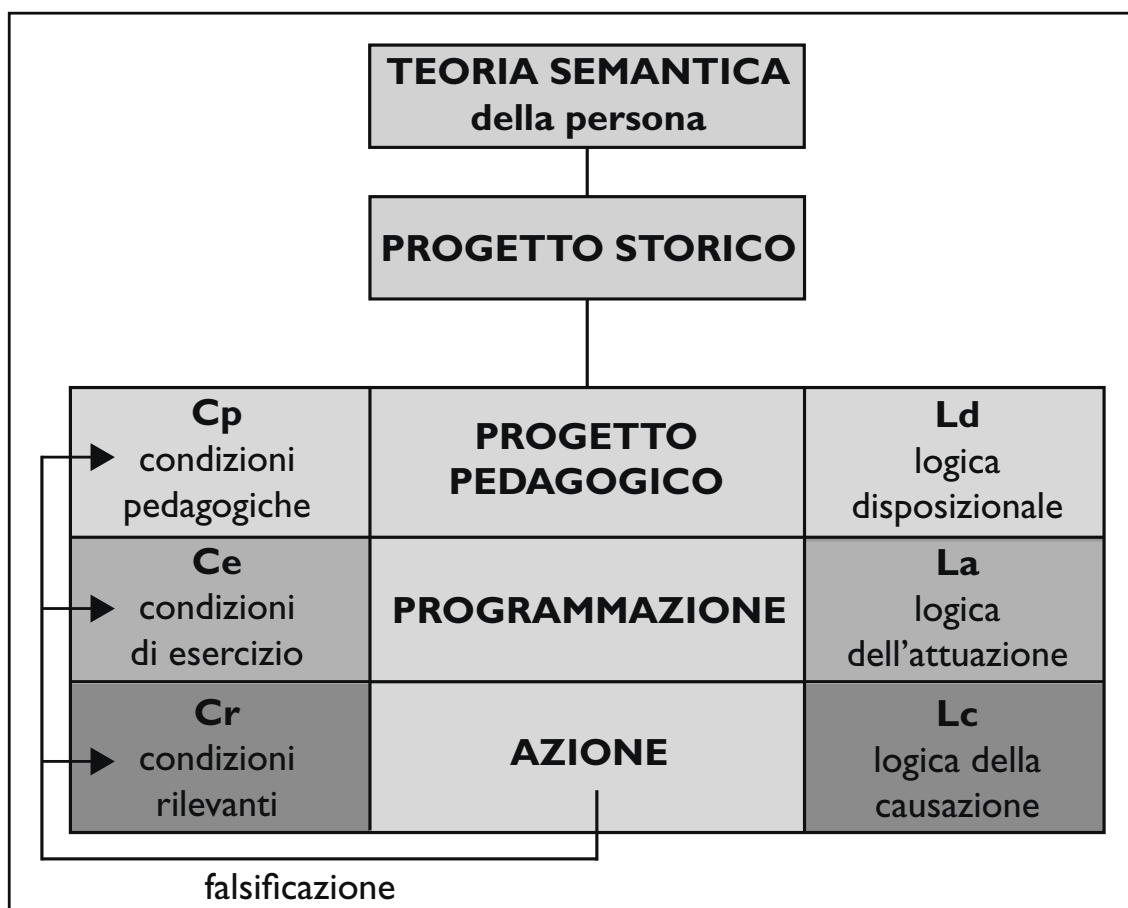 TEORIA SEMANTICA
della persona
PROGETTO STORICO
Cp
condizioni
pedagogiche
PROGETTO
PEDAGOGICO
Ld
logica
disposizionale
Ce
condizioni
di esercizio
PROGRAMMAZIONE
La
logica
dell’attuazione
Cr
condizioni
rilevanti
AZIONE
Lc
logica della
causazione
falsificazione